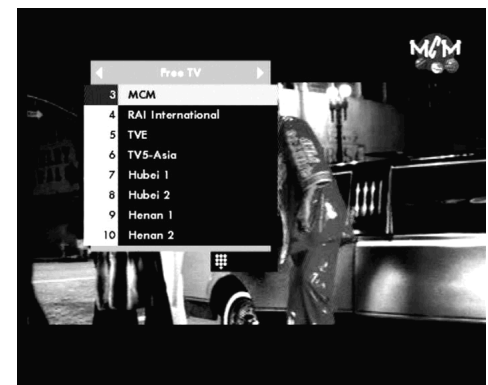 MCM
Free TV
3 MCM
4 RAI International
5 TVE
6 TV5-Asia
7 Hubei 1
8 Hubei 2
9 Henan 1
10 Henan 2